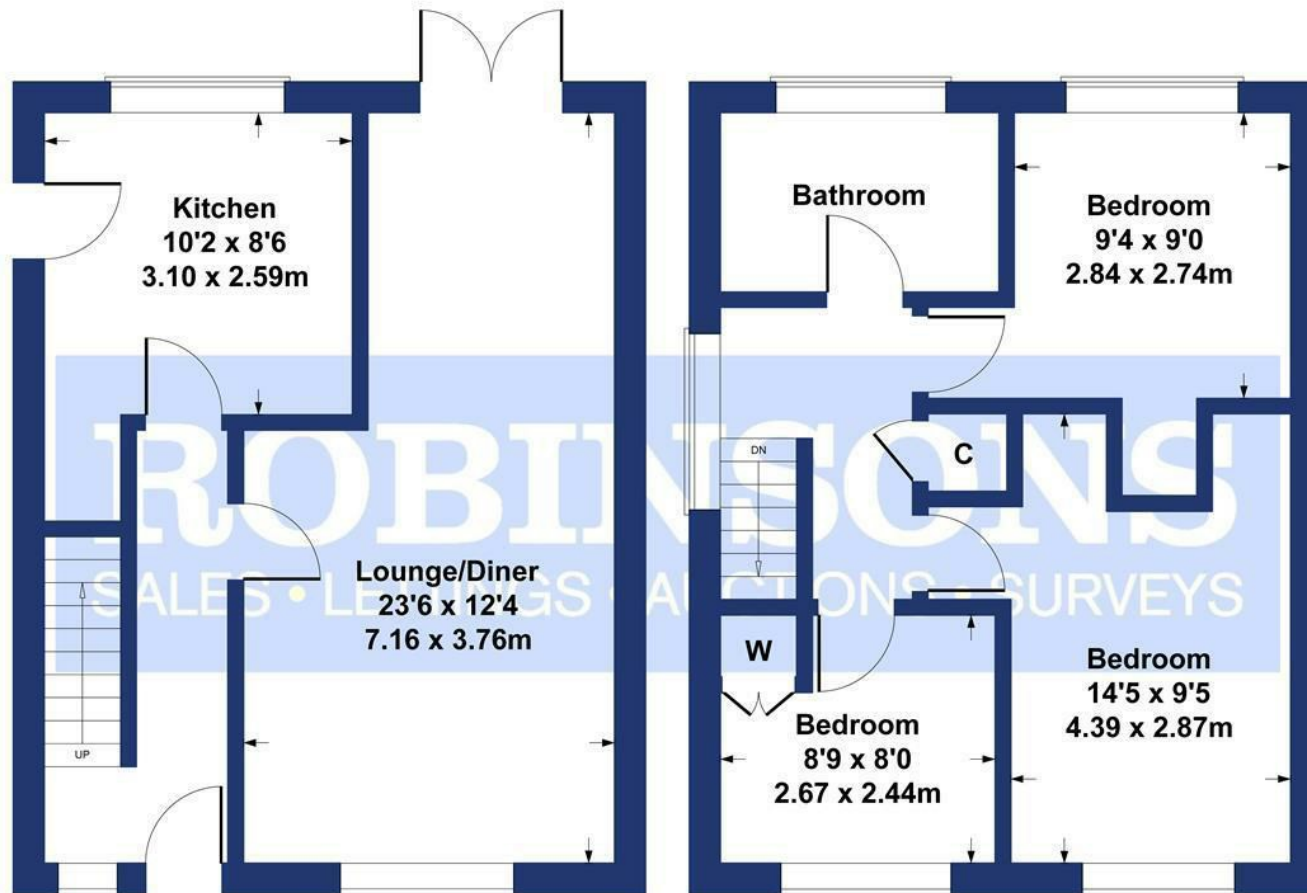 Kitchen
10'2 x 8'6
3.10 x 2.59m
Lounge/Diner
23'6 x 12'4
7.16 x 3.76m
UP
Bathroom
Bedroom
9'4 x 9'0
2.84 x 2.74m
DN
C
W
Bedroom
8'9 x 8'0
2.67 x 2.44m
Bedroom
14'5 x 9'5
4.39 x 2.87m
ROBINSONS
SALES • LETTINGS • AUCTIONS • SURVEYS